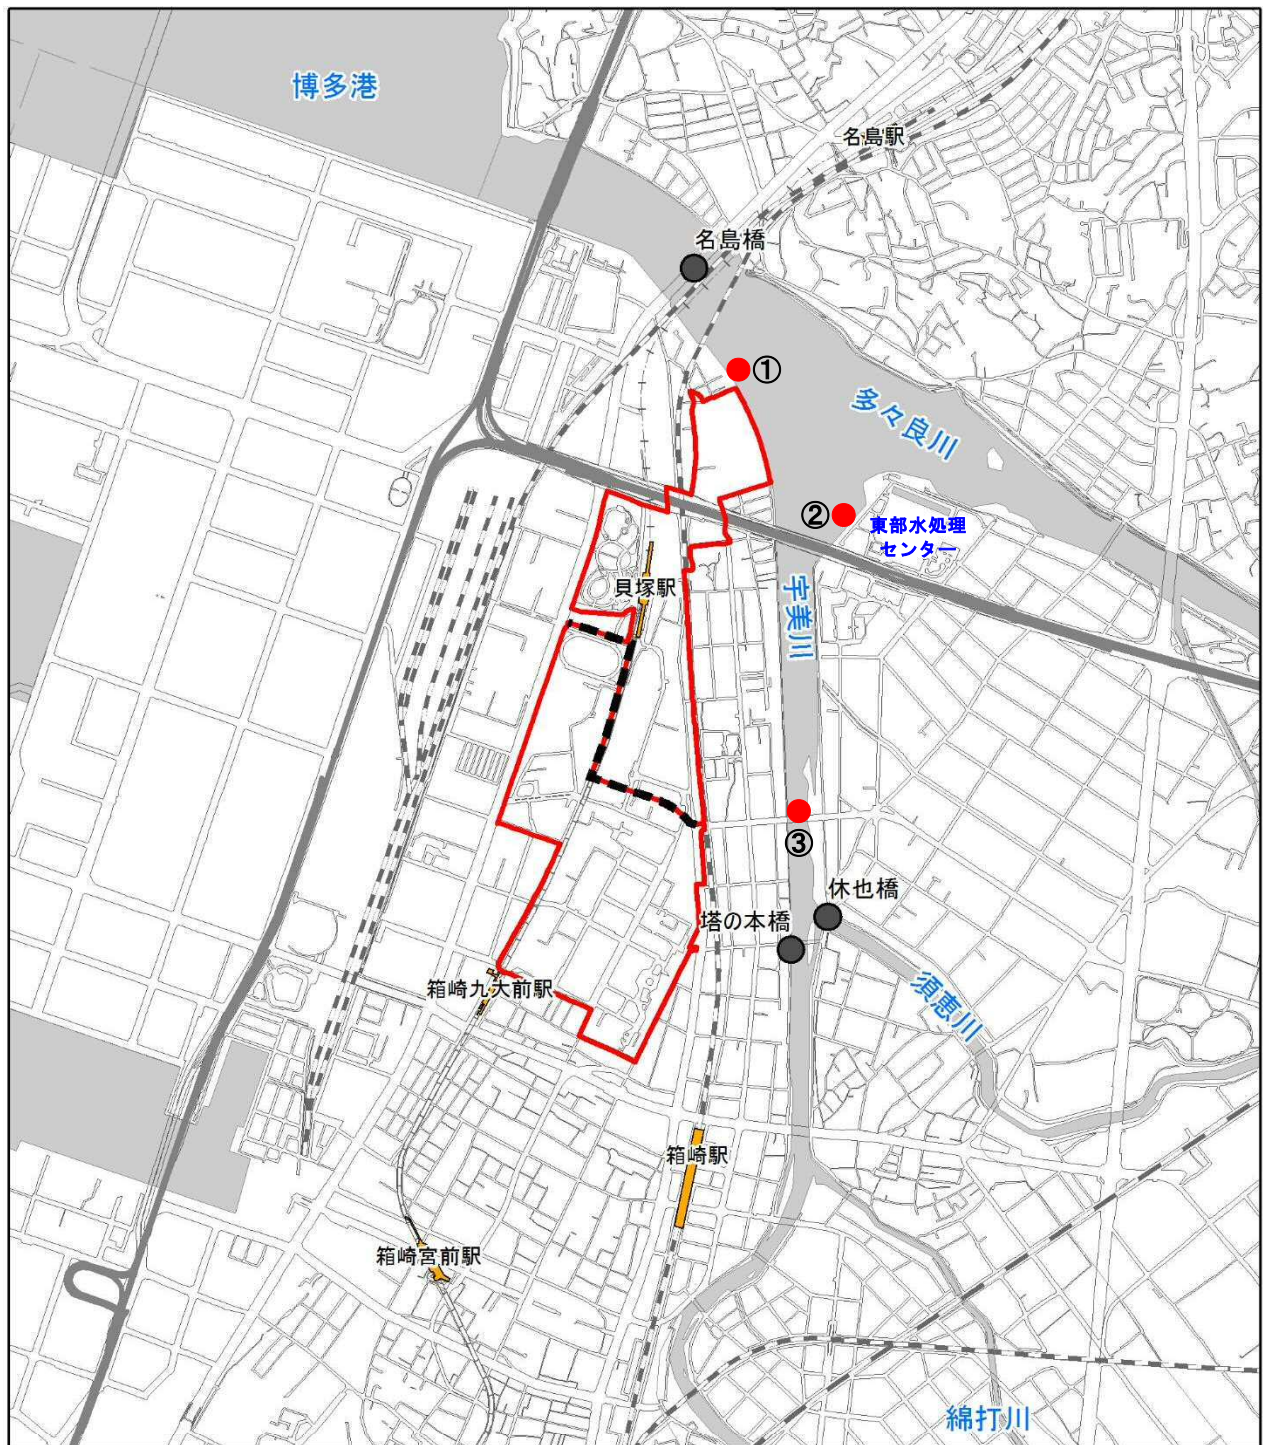 博多港
名島駅
名島橋
①
多々良川
②
東部水処理
センター
貝塚駅
宇美川
③
休也橋
塔の本橋
箱崎九大前駅
須恵川
箱崎駅
箱崎宮前駅
綿打川